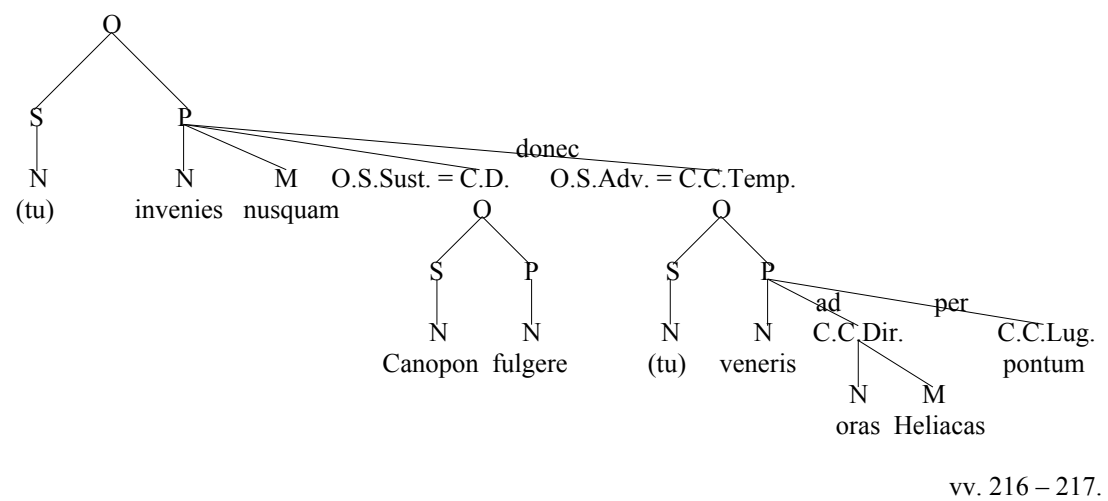 O
S P
donec
N N M O.S.Sust. = C.D. O.S.Adv. = C.C.Temp.
(tu) invenies nusquam O O
S P S P
ad per
N N N N C.C.Dir. C.C.Lug.
Canopon fulgere (tu) veneris pontum
N M
oras Heliacas
vv. 216 – 217.